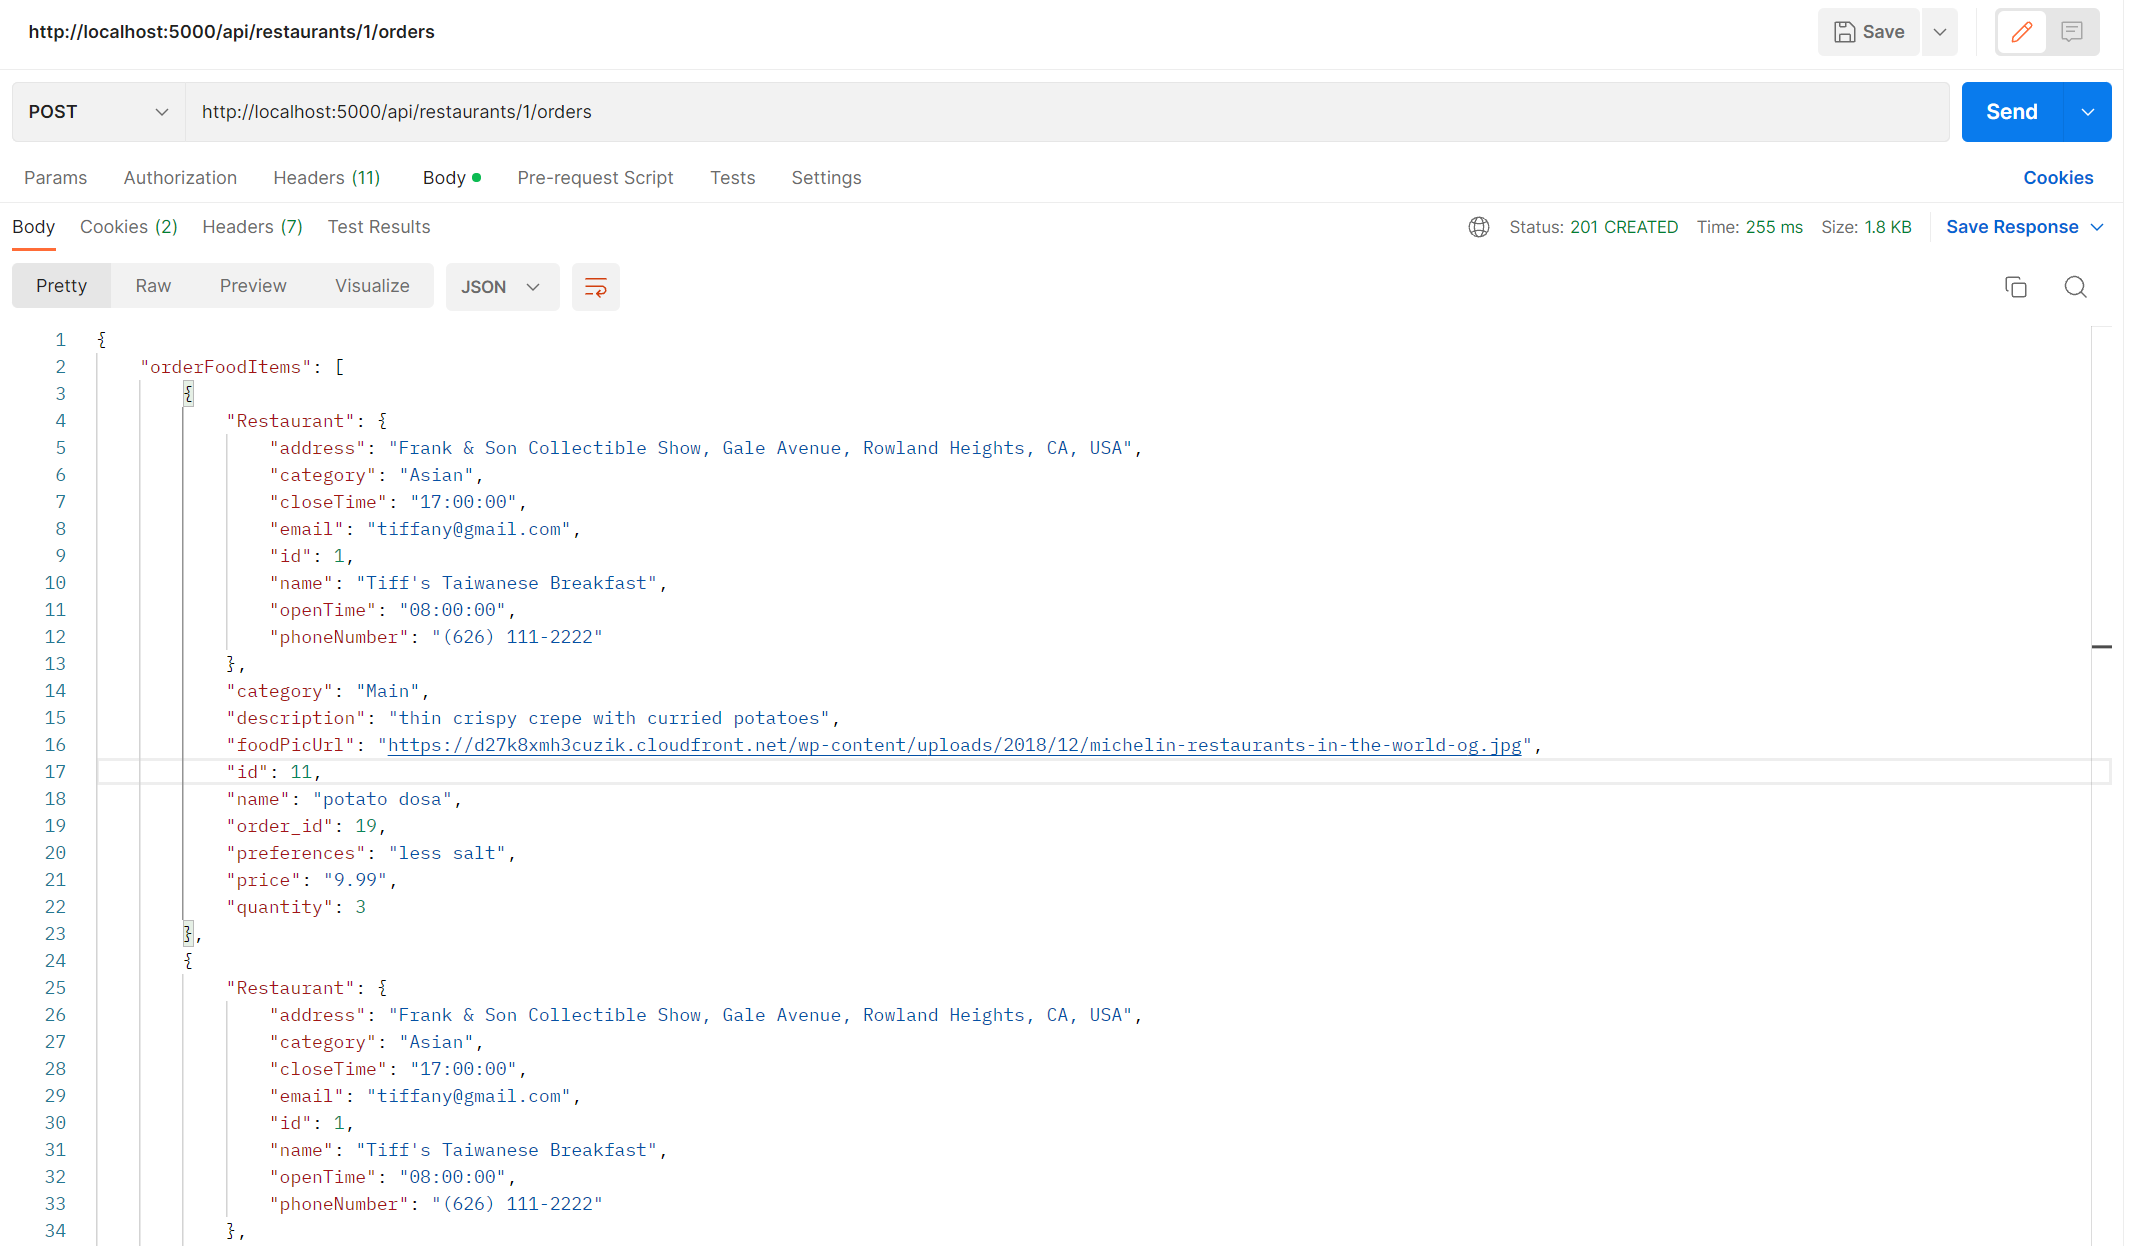 http://localhost:5000/api/restaurants/1/orders
Save
POST http://localhost:5000/api/restaurants/1/orders Send
Params Authorization Headers (11) Body Pre-request Script Tests Settings Cookies
Body Cookies (2) Headers (7) Test Results Status: 201 CREATED Time: 255 ms Size: 1.8 KB Save Response
Pretty Raw Preview Visualize JSON
1 {
2 "orderFoodItems": [
3 {
4 "Restaurant": {
5 "address": "Frank & Son Collectible Show, Gale Avenue, Rowland Heights, CA, USA",
6 "category": "Asian",
7 "closeTime": "17:00:00",
8 "email": "tiffany@gmail.com",
9 "id": 1,
10 "name": "Tiff's Taiwanese Breakfast",
11 "openTime": "08:00:00",
12 "phoneNumber": "(626) 111-2222"
13 },
14 "category": "Main",
15 "description": "thin crispy crepe with curried potatoes",
16 "foodPicUrl": "https://d27k8xmh3cuzik.cloudfront.net/wp-content/uploads/2018/12/michelin-restaurants-in-the-world-og.jpg",
17 "id": 11,
18 "name": "potato dosa",
19 "order_id": 19,
20 "preferences": "less salt",
21 "price": "9.99",
22 "quantity": 3
23 },
24 {
25 "Restaurant": {
26 "address": "Frank & Son Collectible Show, Gale Avenue, Rowland Heights, CA, USA",
27 "category": "Asian",
28 "closeTime": "17:00:00",
29 "email": "tiffany@gmail.com",
30 "id": 1,
31 "name": "Tiff's Taiwanese Breakfast",
32 "openTime": "08:00:00",
33 "phoneNumber": "(626) 111-2222"
34 },